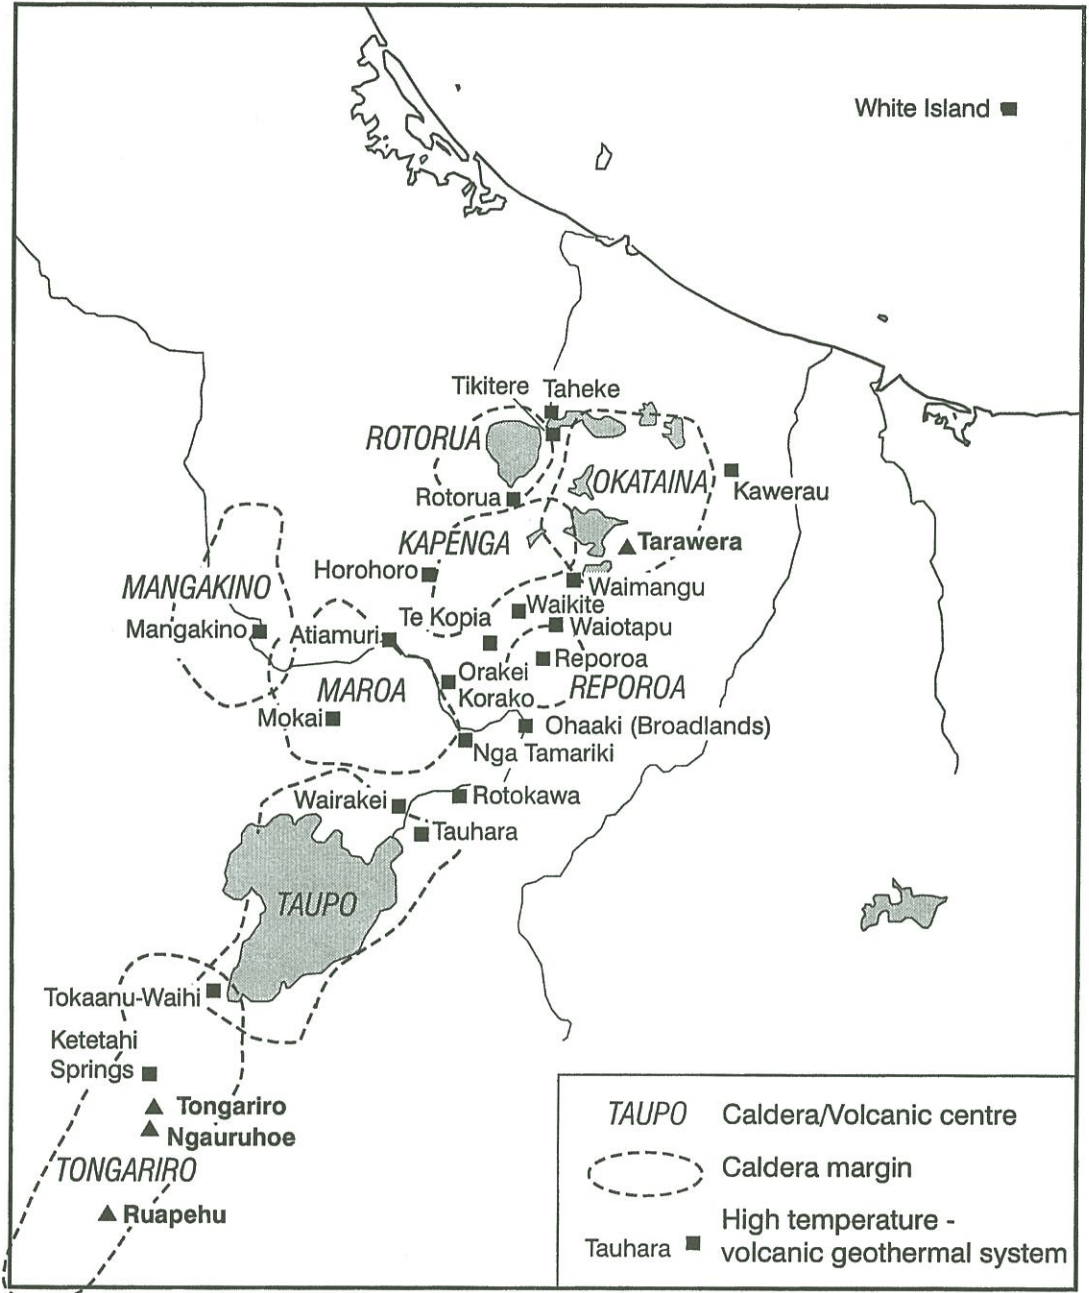 White Island
Tikitere
Taheke
ROTORUA
OKATAINA
Kawerau
Rotorua
KAPENGA
Tarawera
Horohoro
MANGAKINO
Waimangu
Te Kopia
Waikite
Mangakino
Atiamuri
Waiotapu
Reporoa
Orakei
Korako
REPOROA
MAROA
Mokai
Ohaaki (Broadlands)
Nga Tamariki
Wairakei
Rotokawa
Tauhara
TAUPO
Tokaanu-Waihi
Ketetahi
Springs
Tongariro
Ngauruhoe
TONGARIRO
Ruapehu
TAUPO Caldera/Volcanic centre
Caldera margin
High temperature -
Tauhara volcanic geothermal system